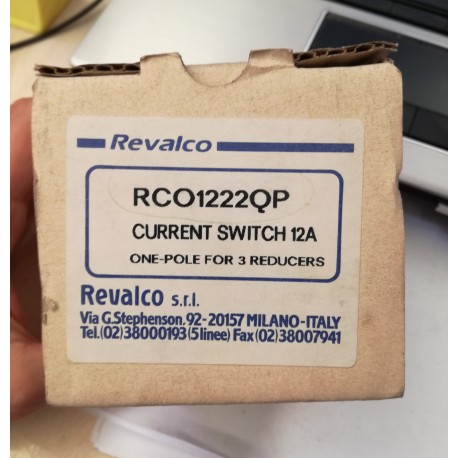 Revalco
RCO1222QP
CURRENT SWITCH 12A
ONE-POLE FOR 3 REDUCERS
Revalco s.r.l.
Via G.Stephenson,92-20157 MILANO-ITALY
Tel.(02)38000193(5linee) Fax(02)38007941